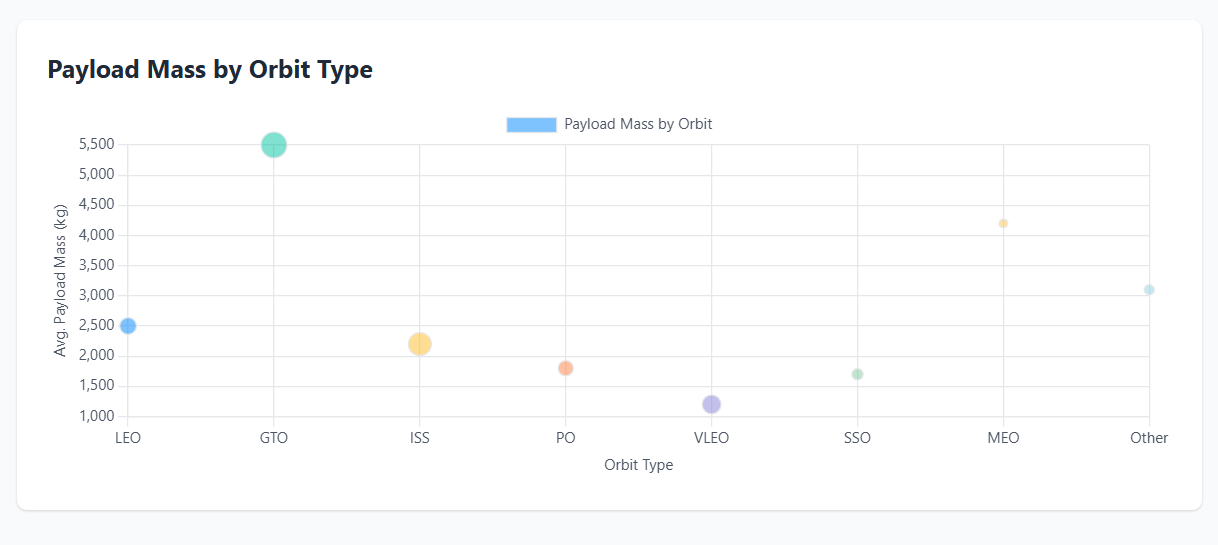 Payload Mass by Orbit Type
Payload Mass by Orbit
5,500
5,000
4,500
4,000
3,500
3,000
2,500
2,000
1,500
1,000
Avg. Payload Mass (kg)
LEO GTO ISS PO VLEO SSO MEO Other
Orbit Type